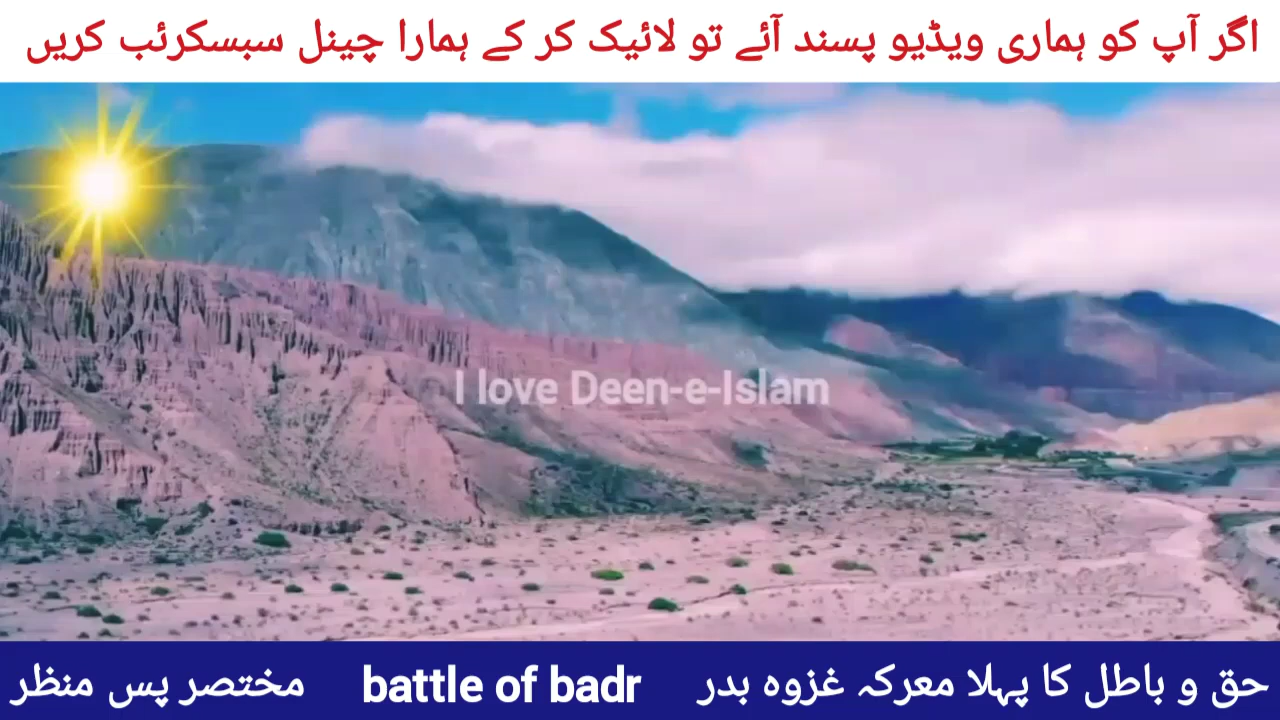 اگر آپ کو ہماری ویڈیو پسند آئے تو لائیک کر کے ہمارا چینل سبسکرئب کریں
I love Deen-e-Islam
حق و باطل کا پہلا معرکہ غزوہ بدر battle of badr مختصر پس منظر